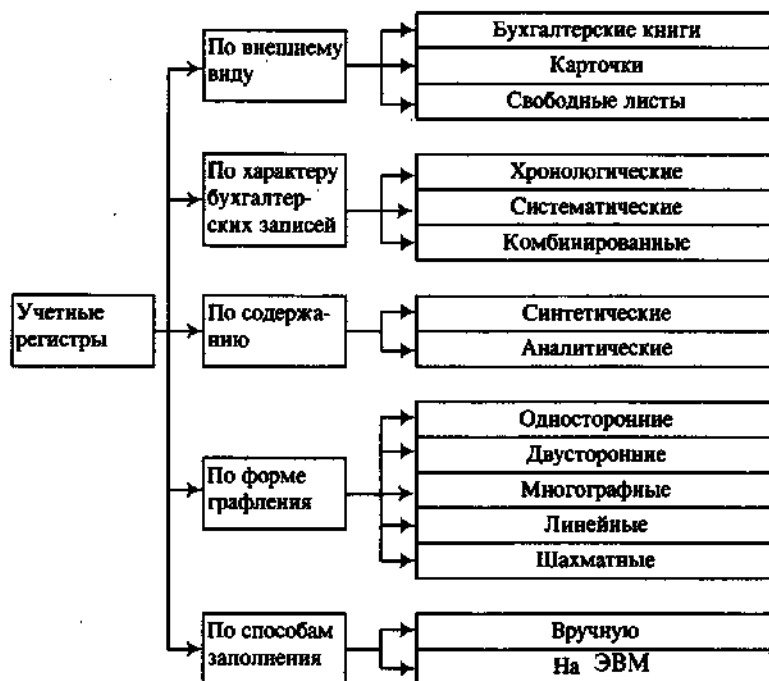 По внешнему
виду
Бухгалтерские книги
Карточки
Свободные листы
По характеру
бухгалтер-
ских записей
Хронологические
Систематические
Комбинированные
Учетные
регистры
По содержа-
нию
Синтетические
Аналитические
По форме
графления
Односторонние
Двусторонние
Многографные
Линейные
Шахматные
По способам
заполнения
Вручную
На ЭВМ